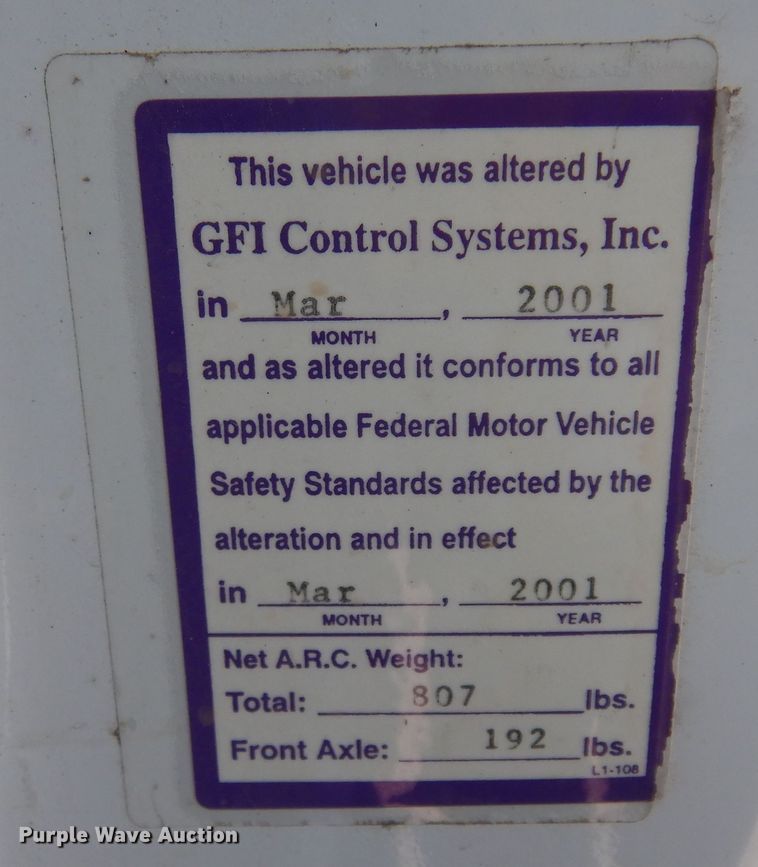 This vehicle was altered by
GFI Control Systems, Inc.
in Mar, 2001
MONTH YEAR
and as altered it conforms to all
applicable Federal Motor Vehicle
Safety Standards affected by the
alteration and in effect
in Mar, 2001
MONTH YEAR
Net A.R.C. Weight:
Total: 807 lbs.
Front Axle: 192 lbs.
L1-108
Purple Wave Auction